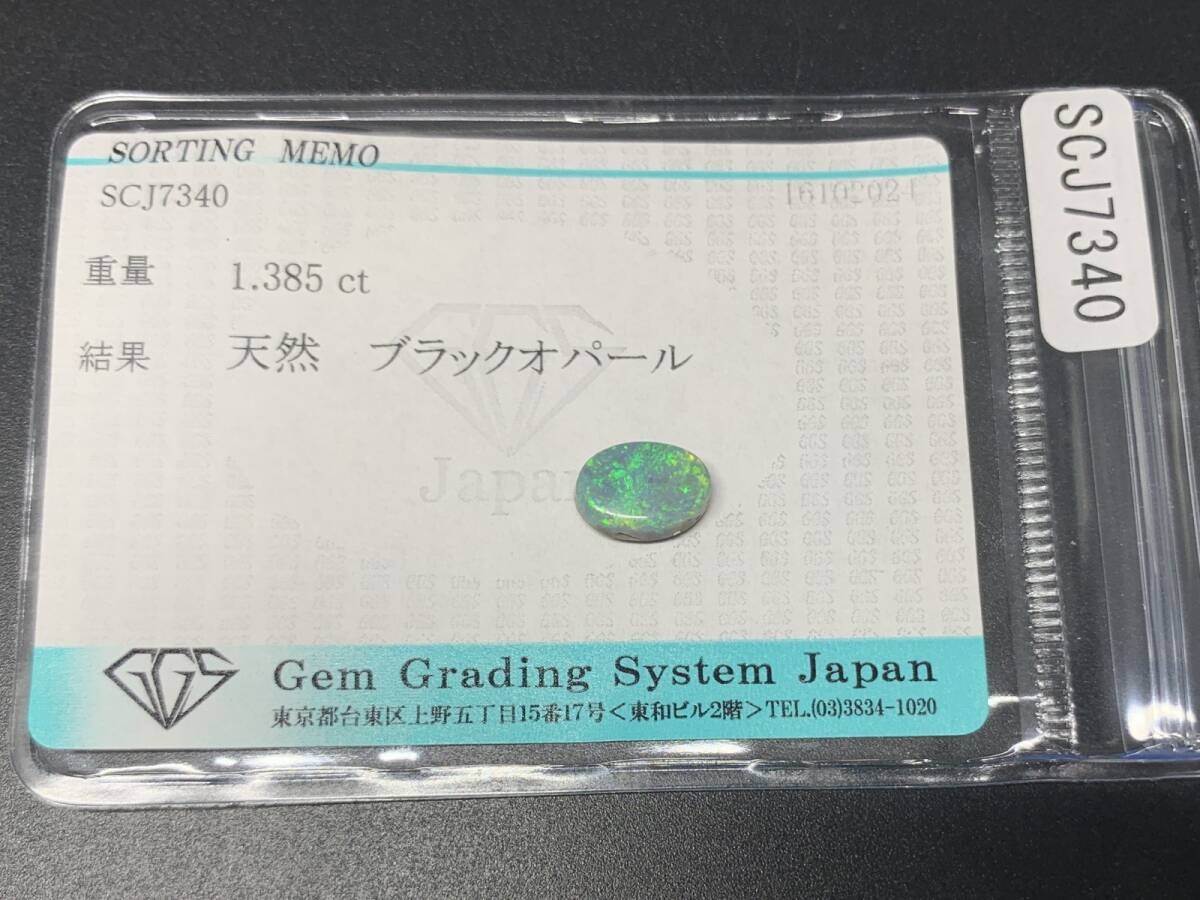 SORTING MEMO
SCJ7340 16102024
重量 1.385 ct
結果 天然 ブラックオパール
Japan
GGS Gem Grading System Japan
東京都台東区上野五丁目15番17号<東和ビル2階>TEL.(03)3834-1020
SCJ7340